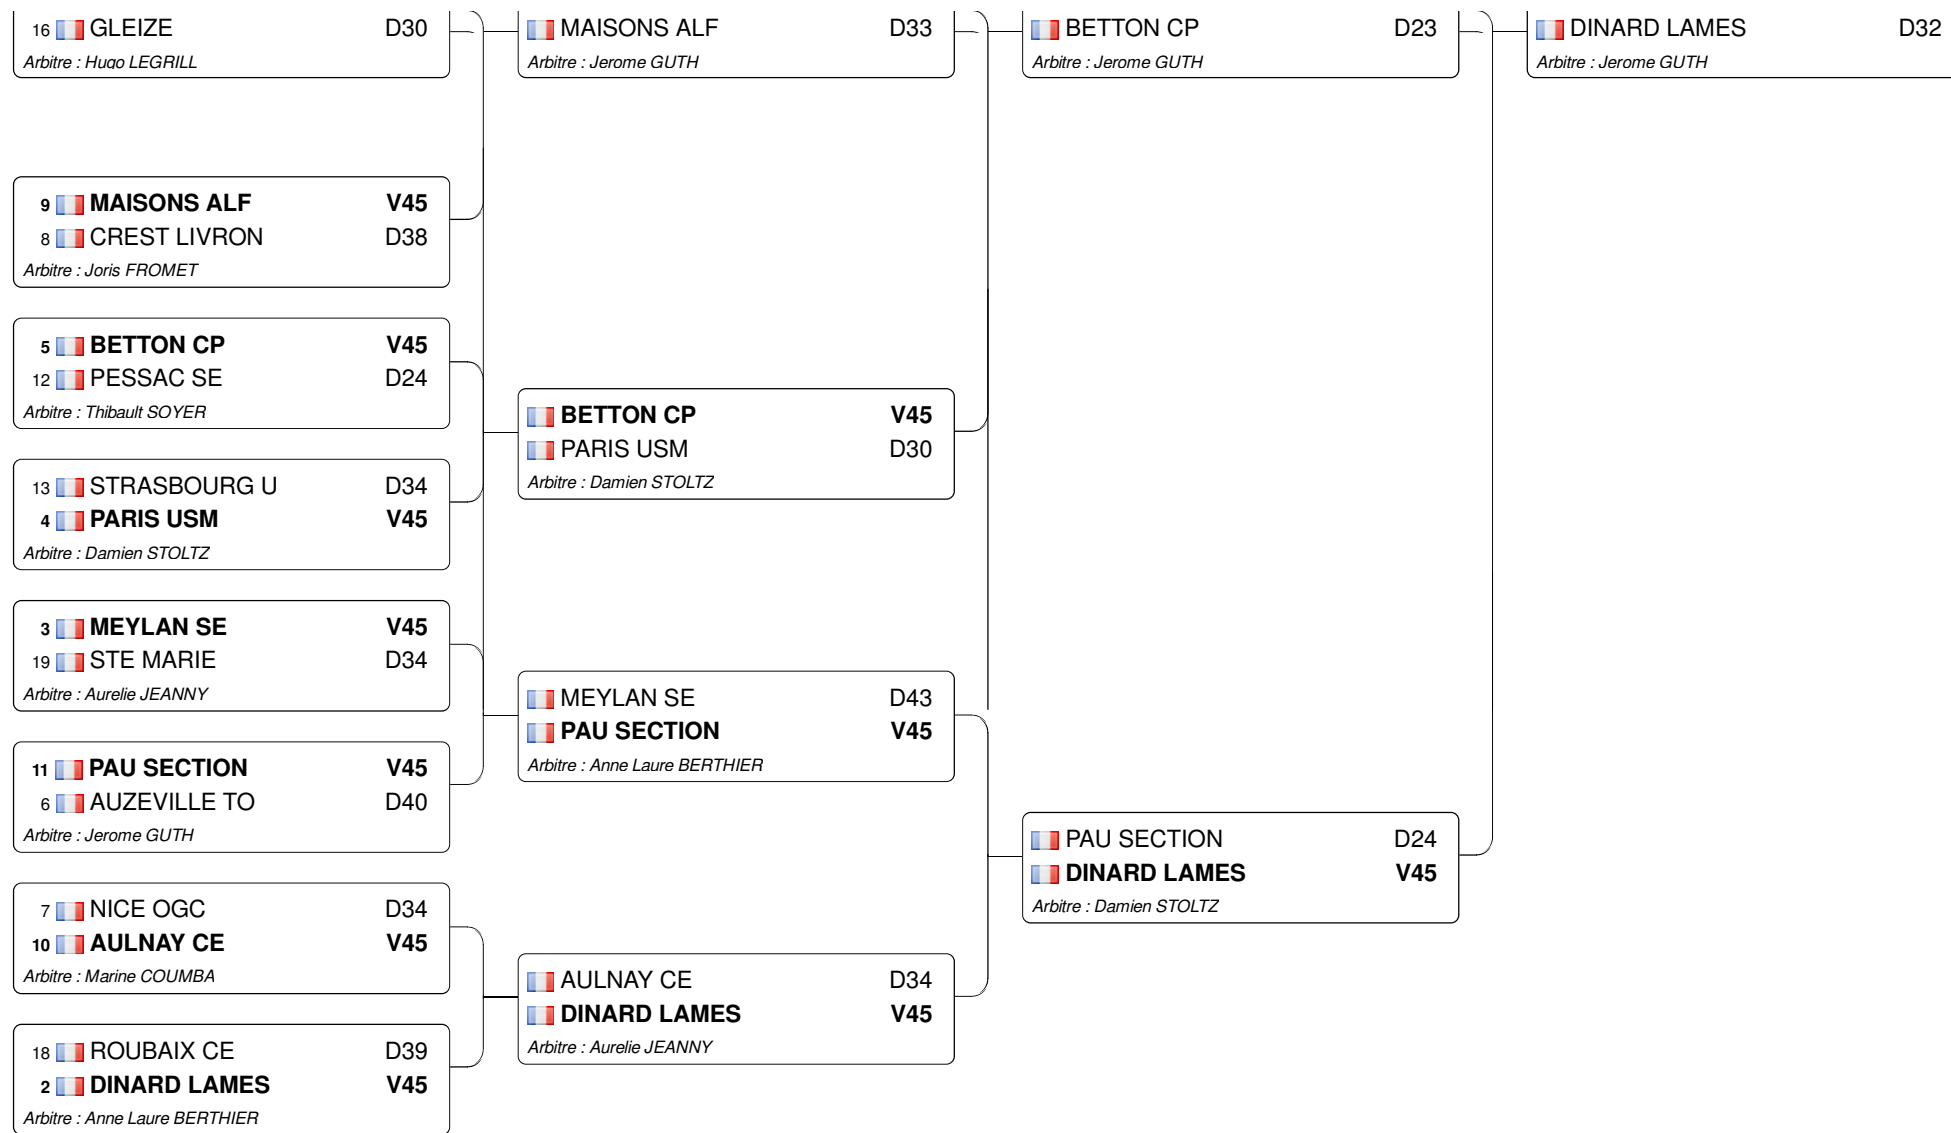 16 GLEIZE D30
Arbitre : Hugo LEGRILL
9 MAISONS ALF V45
8 CREST LIVRON D38
Arbitre : Joris FROMET
5 BETTON CP V45
12 PESSAC SE D24
Arbitre : Thibault SOYER
13 STRASBOURG U D34
4 PARIS USM V45
Arbitre : Damien STOLTZ
3 MEYLAN SE V45
19 STE MARIE D34
Arbitre : Aurelie JEANNY
11 PAU SECTION V45
6 AUZEVILLE TO D40
Arbitre : Jerome GUTH
7 NICE OGC D34
10 AULNAY CE V45
Arbitre : Marine COUMBA
18 ROUBAIX CE D39
2 DINARD LAMES V45
Arbitre : Anne Laure BERTHIER
MAISONS ALF D33
Arbitre : Jerome GUTH
BETTON CP V45
PARIS USM D30
Arbitre : Damien STOLTZ
MEYLAN SE D43
PAU SECTION V45
Arbitre : Anne Laure BERTHIER
AULNAY CE D34
DINARD LAMES V45
Arbitre : Aurelie JEANNY
BETTON CP D23
Arbitre : Jerome GUTH
PAU SECTION D24
DINARD LAMES V45
Arbitre : Damien STOLTZ
DINARD LAMES D32
Arbitre : Jerome GUTH